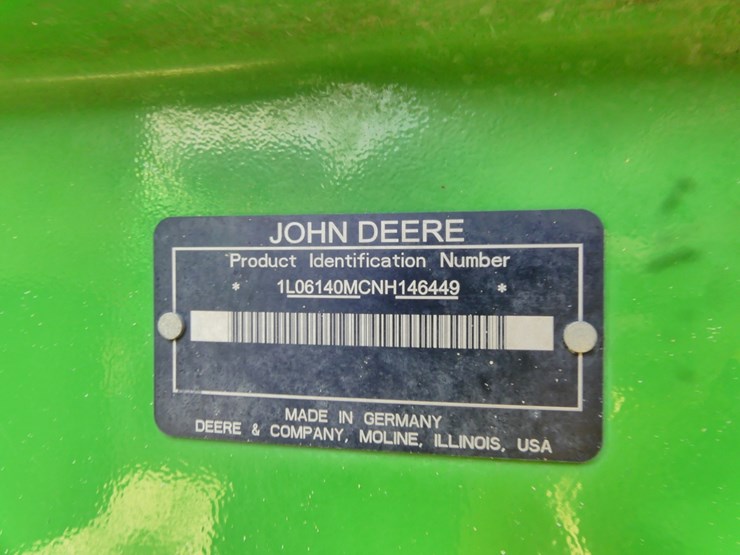 JOHN DEERE
Product Identification Number
* 1L06140MCNH146449 *
MADE IN GERMANY
DEERE & COMPANY, MOLINE, ILLINOIS, USA